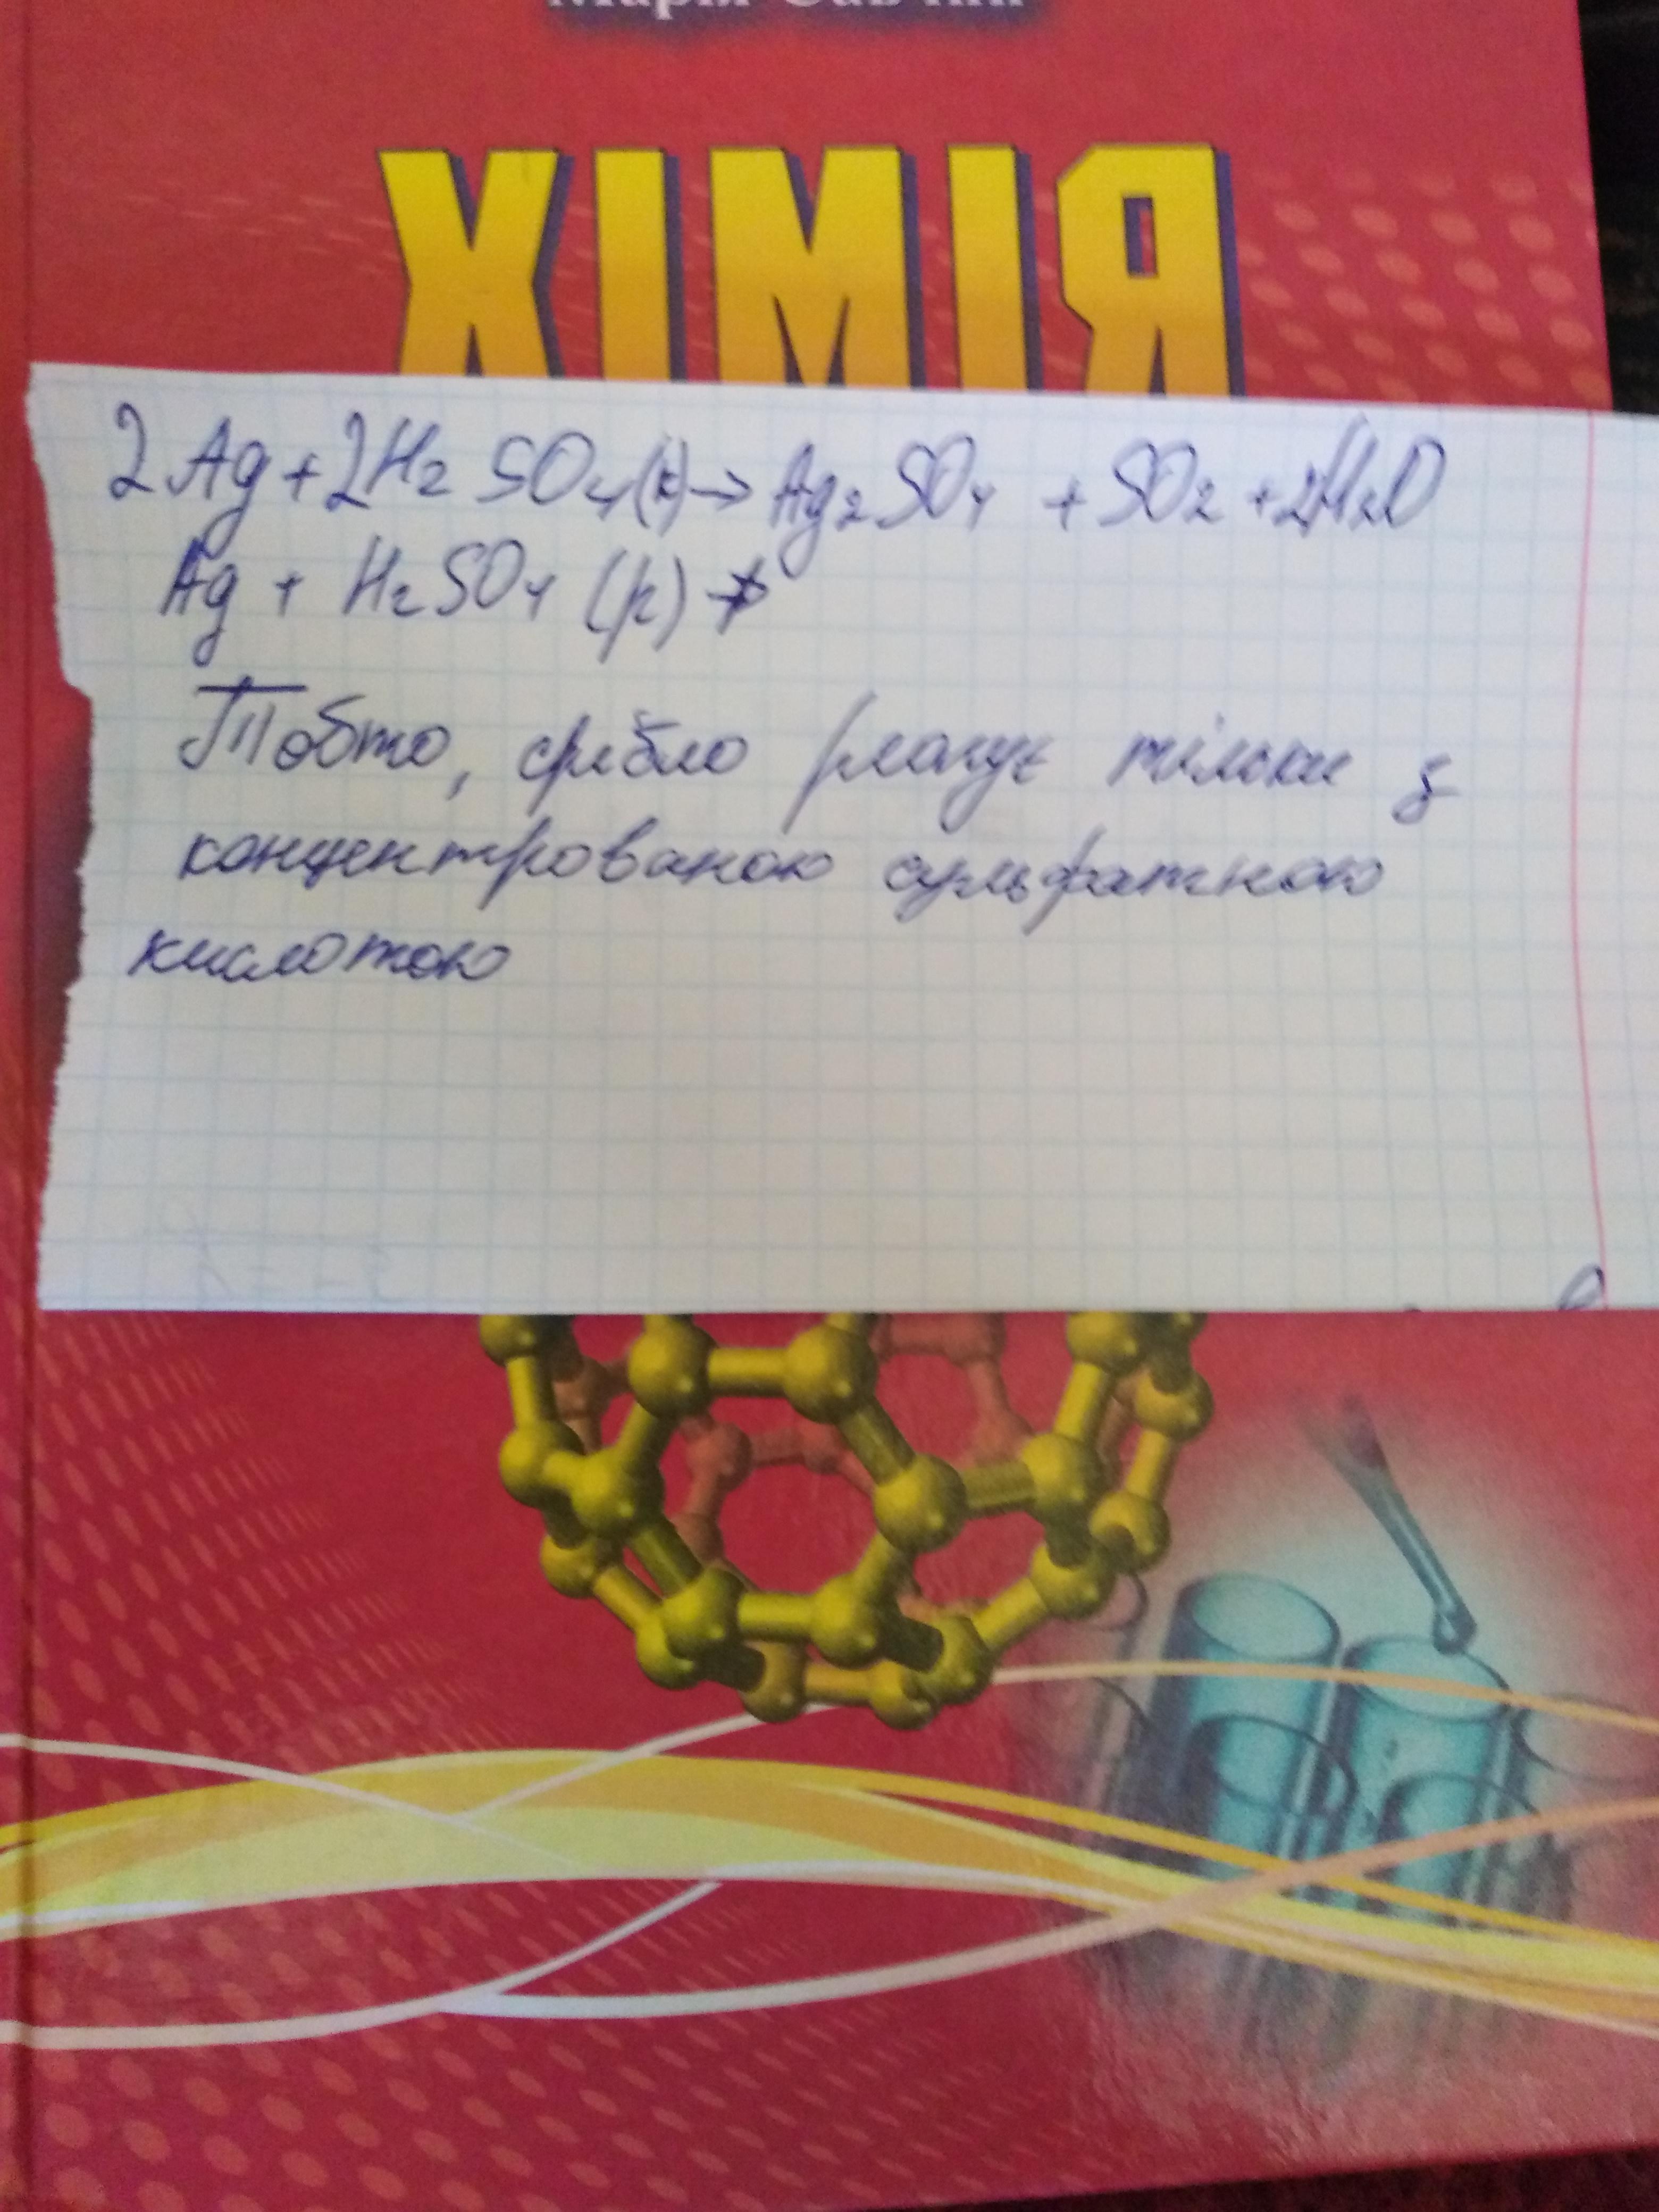 ХІМІЯ
2Ag + 2H₂SO₄(к) → Ag₂SO₄ + SO₂ + 2H₂O
Ag + H₂SO₄ (р) ↛
Тобто, срібло реагує тільки з
концентрованою сульфатною
кислотою